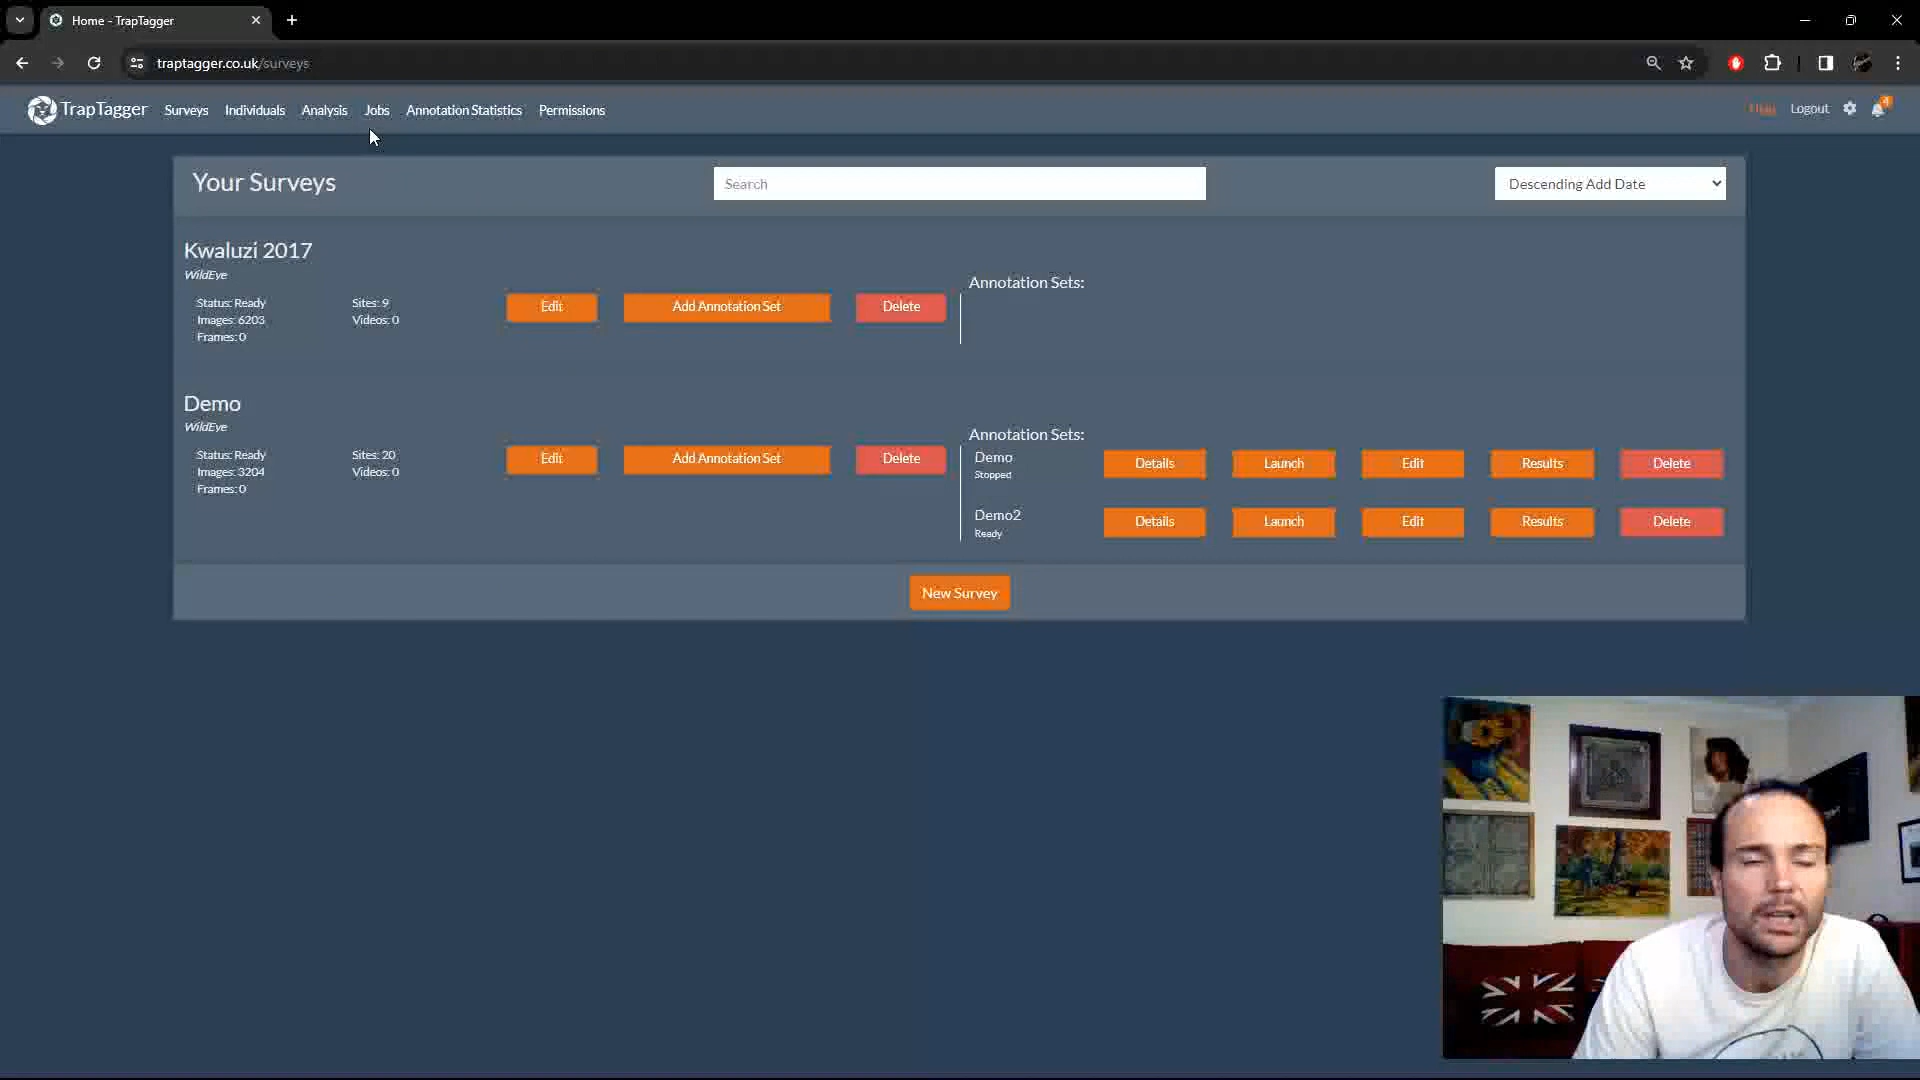 Home - TrapTagger
traptagger.co.uk/surveys
TrapTagger Surveys Individuals Analysis Jobs Annotation Statistics Permissions Logout 4
Your Surveys Search Descending Add Date
Kwaluzi 2017
WildEye
Annotation Sets:
Status: Ready Sites: 9 Edit Add Annotation Set Delete
Images: 6203 Videos: 0
Frames: 0
Demo
WildEye
Annotation Sets:
Status: Ready Sites: 20 Edit Add Annotation Set Delete
Images: 3204 Videos: 0
Frames: 0
Demo Details Launch Edit Results Delete
Stopped
Demo2 Details Launch Edit Results Delete
Ready
New Survey